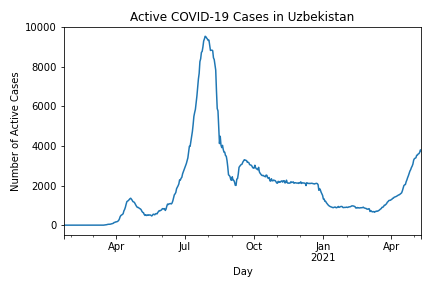 Active COVID-19 Cases in Uzbekistan
10000
8000
6000
4000
2000
0
Number of Active Cases
Apr
Jul
Oct
Jan
2021
Apr
Day